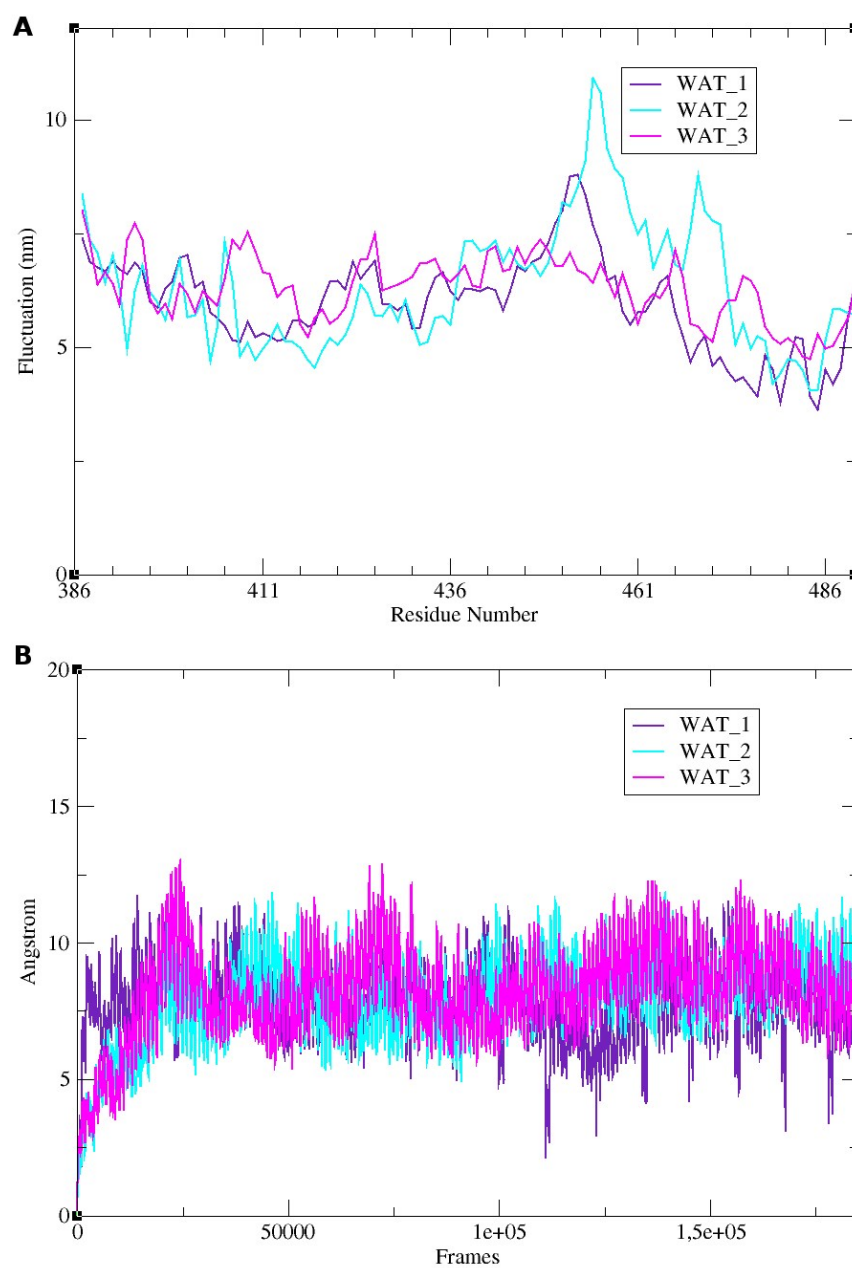 A
10
5
0
Fluctuation (nm)
WAT_1
WAT_2
WAT_3
386 411 436 461 486
Residue Number
B
20
15
10
5
0
Angstrom
WAT_1
WAT_2
WAT_3
0 50000 1e+05 1,5e+05
Frames